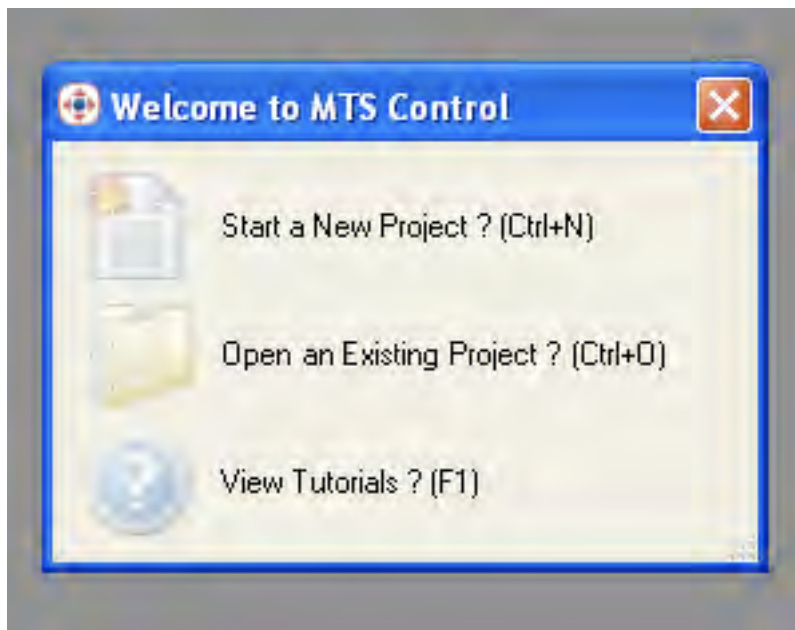 Welcome to MTS Control
Start a New Project ? (Ctrl+N)
Open an Existing Project ? (Ctrl+O)
View Tutorials ? (F1)